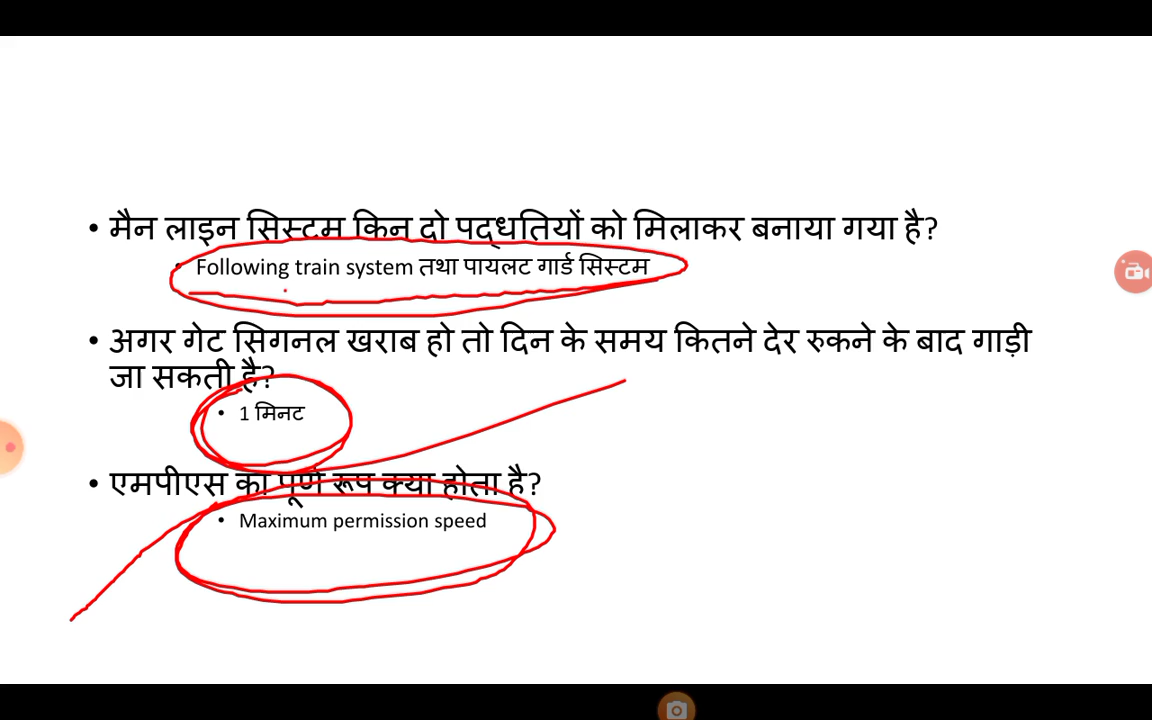 • मैन लाइन सिस्टम किन दो पद्धतियों को मिलाकर बनाया गया है?
• Following train system तथा पायलट गार्ड सिस्टम
• अगर गेट सिगनल खराब हो तो दिन के समय कितने देर रुकने के बाद गाड़ी
जा सकती है?
• 1 मिनट
• एमपीएस का पूर्ण रूप क्या होता है?
• Maximum permission speed